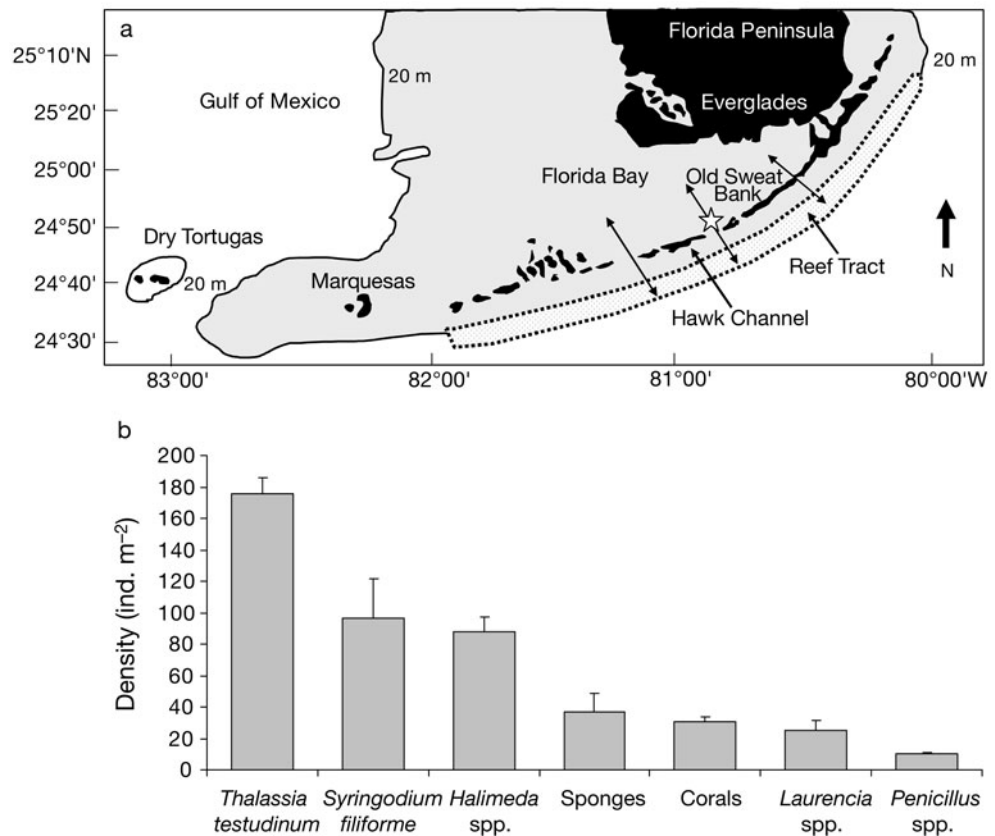 a
Florida Peninsula
25°10'N
20 m
20 m
Gulf of Mexico
25°20'
Everglades
25°00'
Florida Bay
Old Sweat
Bank
24°50'
Dry Tortugas
Reef Tract
N
24°40'
20 m
Marquesas
Hawk Channel
24°30'
83°00'
82°00'
81°00'
80°00'W
b
200
180
160
140
120
100
80
60
40
20
0
Density (ind. m–2)
Thalassia
testudinum
Syringodium
filiforme
Halimeda
spp.
Sponges
Corals
Laurencia
spp.
Penicillus
spp.